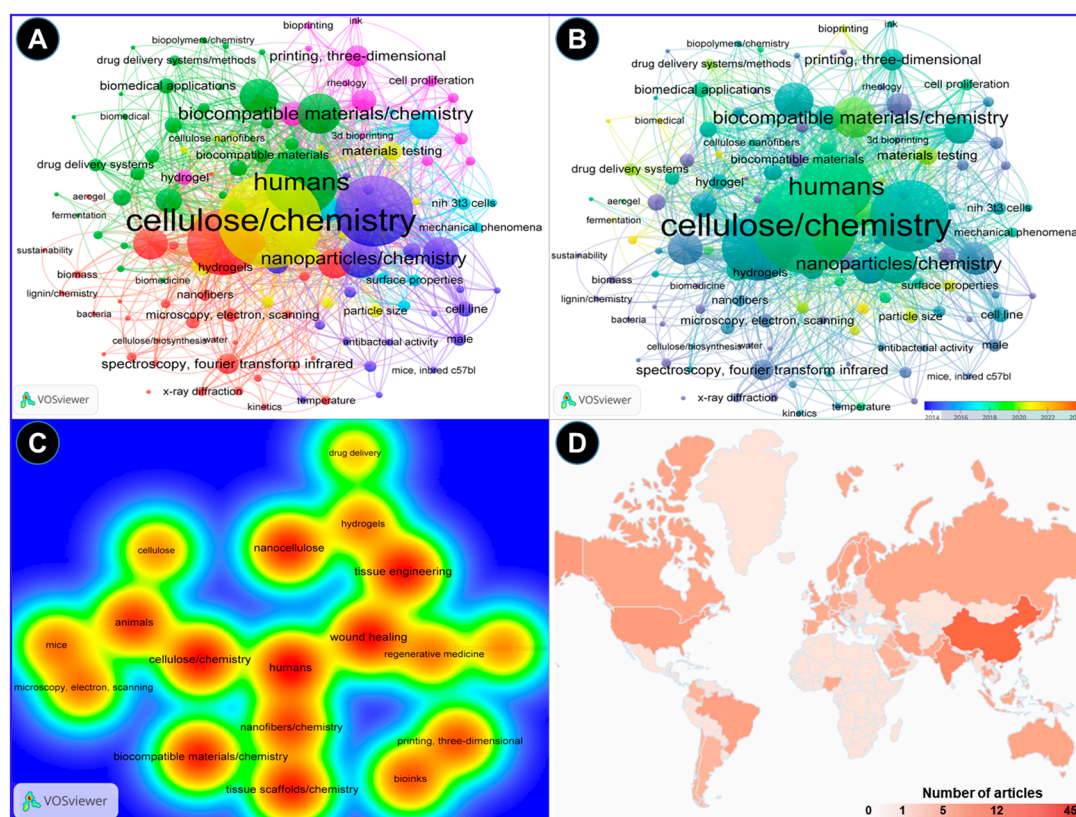 A
bioprinting
ink
biopolymers/chemistry
printing, three-dimensional
drug delivery systems/methods
cell proliferation
biomedical applications
rheology
biocompatible materials/chemistry
biomedical
cellulose nanofibers
3d bioprinting
biocompatible materials
materials testing
drug delivery systems
hydrogel
humans
aerogel
nih 3t3 cells
fermentation
cellulose/chemistry
mechanical phenomena
sustainability
nanoparticles/chemistry
hydrogels
biomass
biomedicine
surface properties
lignin/chemistry
nanofibers
cell line
bacteria
microscopy, electron, scanning
particle size
cellulose/biosynthesis
water
antibacterial activity
male
spectroscopy, fourier transform infrared
mice, inbred c57bl
x-ray diffraction
temperature
kinetics
VOSviewer
B
bioprinting
ink
biopolymers/chemistry
printing, three-dimensional
drug delivery systems/methods
cell proliferation
biomedical applications
rheology
biocompatible materials/chemistry
biomedical
cellulose nanofibers
3d bioprinting
biocompatible materials
materials testing
drug delivery systems
hydrogel
humans
aerogel
nih 3t3 cells
fermentation
cellulose/chemistry
mechanical phenomena
sustainability
nanoparticles/chemistry
hydrogels
biomass
biomedicine
surface properties
lignin/chemistry
nanofibers
cell line
bacteria
microscopy, electron, scanning
particle size
cellulose/biosynthesis
water
antibacterial activity
male
spectroscopy, fourier transform infrared
mice, inbred c57bl
x-ray diffraction
temperature
kinetics
VOSviewer
2014 2016 2018 2020 2022
C
drug delivery
hydrogels
cellulose
nanocellulose
tissue engineering
animals
wound healing
mice
cellulose/chemistry
humans
regenerative medicine
microscopy, electron, scanning
nanofibers/chemistry
printing, three-dimensional
biocompatible materials/chemistry
bioinks
tissue scaffolds/chemistry
VOSviewer
D
Number of articles
0 1 5 12 45